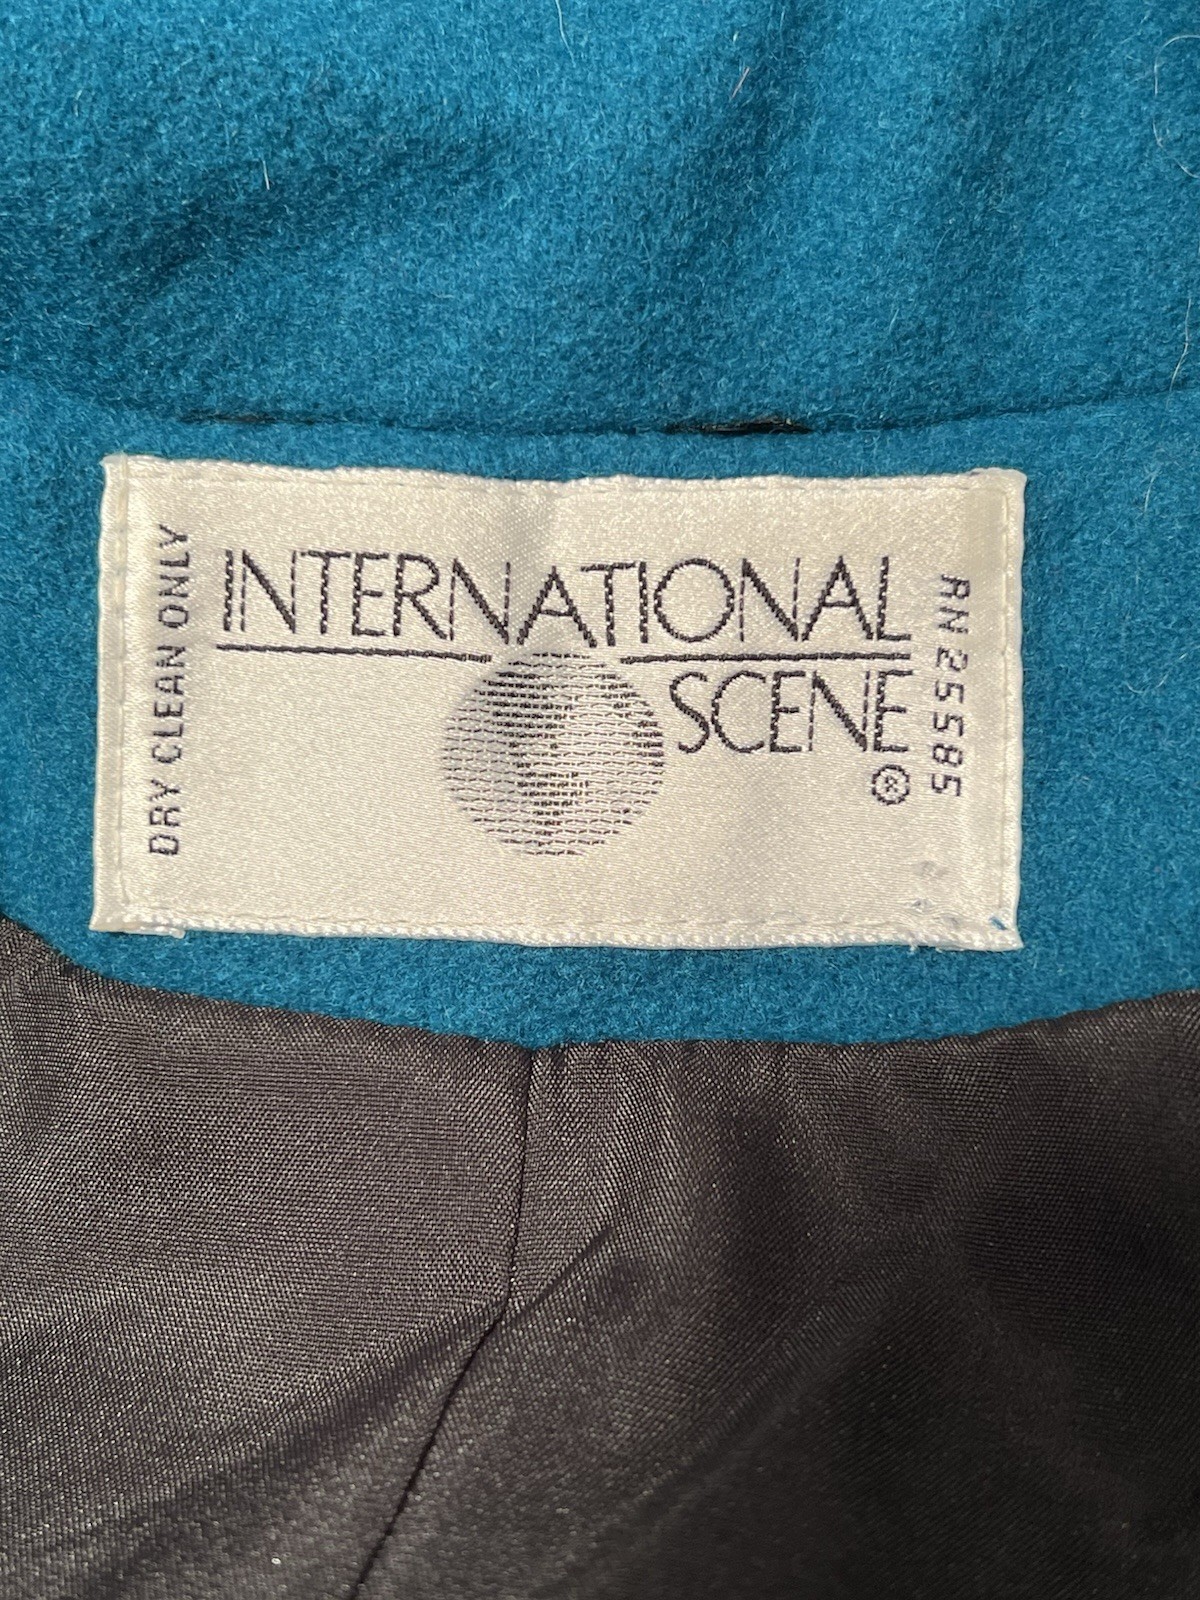 DRY CLEAN ONLY
INTERNATIONAL
SCENE
®
RN 25585